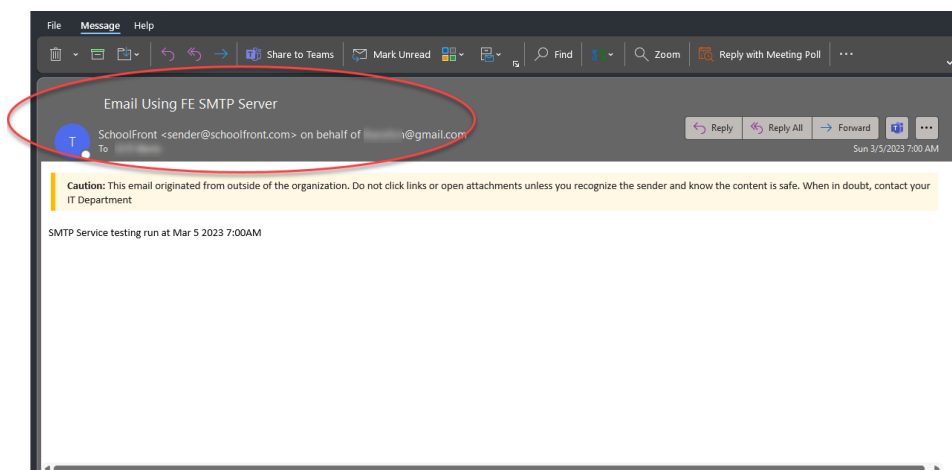 File Message Help
Share to Teams Mark Unread Find Zoom Reply with Meeting Poll ...
Email Using FE SMTP Server
T
SchoolFront <sender@schoolfront.com> on behalf of @gmail.com
To
Reply Reply All Forward ...
Sun 3/5/2023 7:00 AM
Caution: This email originated from outside of the organization. Do not click links or open attachments unless you recognize the sender and know the content is safe. When in doubt, contact your
IT Department
SMTP Service testing run at Mar 5 2023 7:00AM